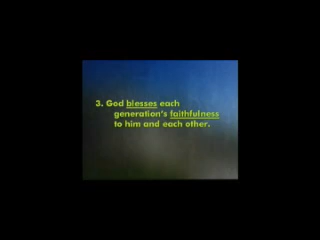 3. God blesses each
generation's faithfulness
to him and each other.